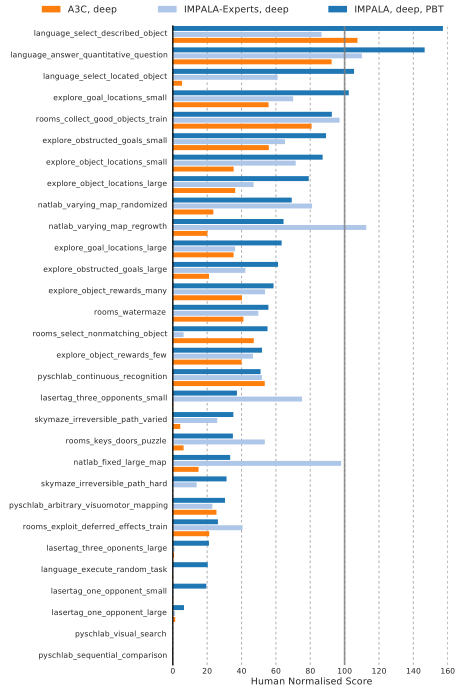 A3C, deep IMPALA-Experts, deep IMPALA, deep, PBT
language_select_described_object
language_answer_quantitative_question
language_select_located_object
explore_goal_locations_small
rooms_collect_good_objects_train
explore_obstructed_goals_small
explore_object_locations_small
explore_object_locations_large
natlab_varying_map_randomized
natlab_varying_map_regrowth
explore_goal_locations_large
explore_obstructed_goals_large
explore_object_rewards_many
rooms_watermaze
rooms_select_nonmatching_object
explore_object_rewards_few
pyschlab_continuous_recognition
lasertag_three_opponents_small
skymaze_irreversible_path_varied
rooms_keys_doors_puzzle
natlab_fixed_large_map
skymaze_irreversible_path_hard
pyschlab_arbitrary_visuomotor_mapping
rooms_exploit_deferred_effects_train
lasertag_three_oponents_large
language_execute_random_task
lasertag_one_opponent_small
lasertag_one_opponent_large
pyschlab_visual_search
pyschlab_sequential_comparison
0 20 40 60 80 100 120 140 160
Human Normalised Score